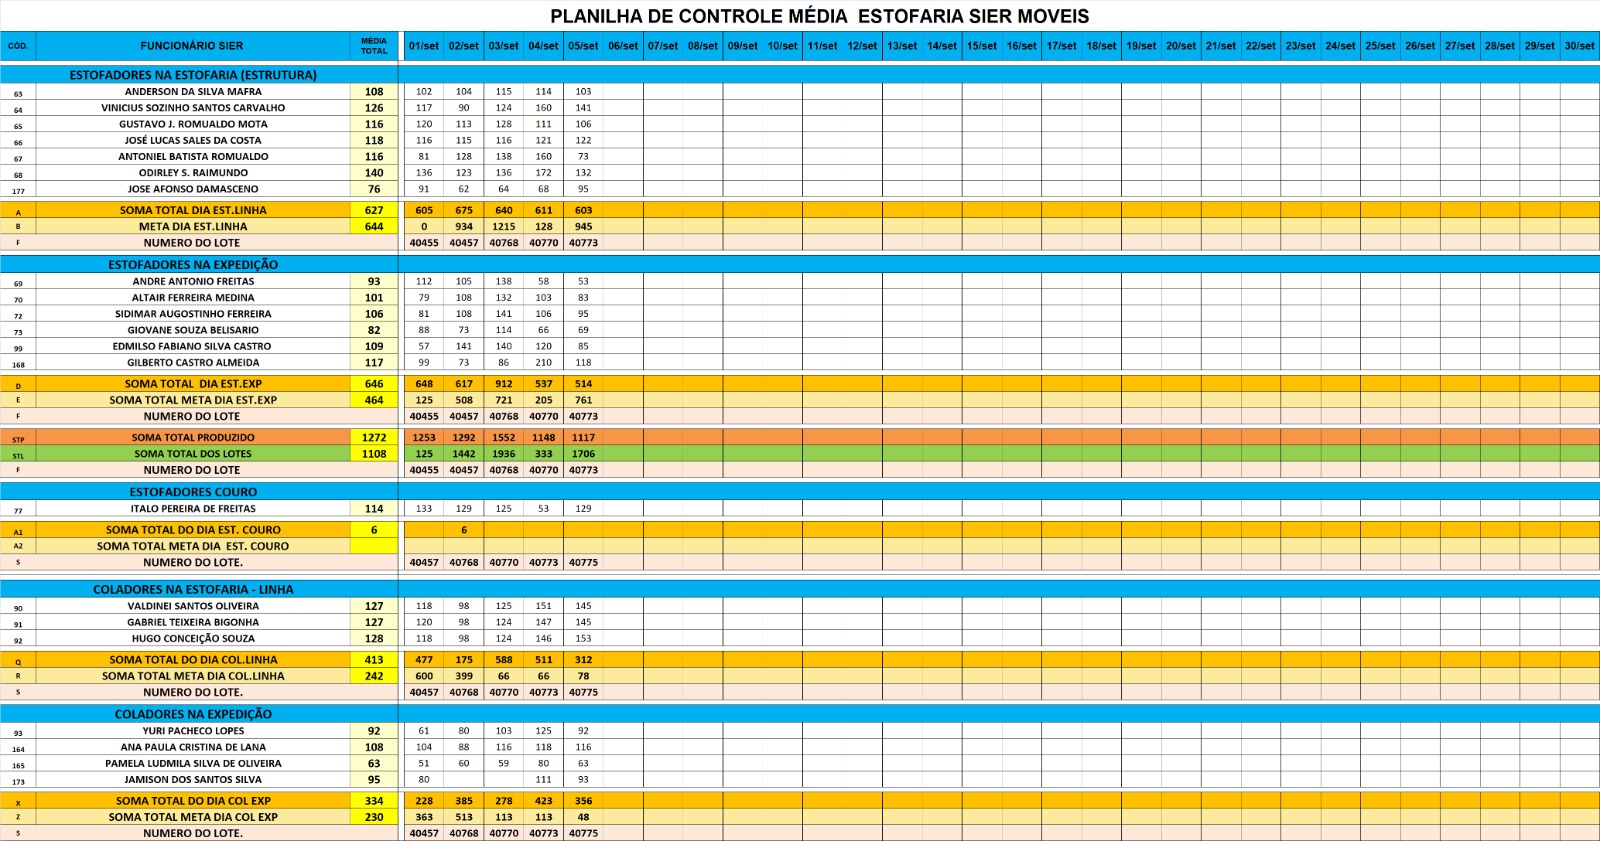 PLANILHA DE CONTROLE MÉDIA  ESTOFARIA SIER MOVEIS
CÓD. FUNCIONÁRIO SIER MÉDIA TOTAL 01/set 02/set 03/set 04/set 05/set 06/set 07/set 08/set 09/set 10/set 11/set 12/set 13/set 14/set 15/set 16/set 17/set 18/set 19/set 20/set 21/set 22/set 23/set 24/set 25/set 26/set 27/set 28/set 29/set 30/set
ESTOFADORES NA ESTOFARIA (ESTRUTURA)
63 ANDERSON DA SILVA MAFRA 108 102 104 115 114 103
64 VINICIUS SOZINHO SANTOS CARVALHO 126 117 90 124 160 141
65 GUSTAVO J. ROMUALDO MOTA 116 120 113 128 111 106
66 JOSÉ LUCAS SALES DA COSTA 118 116 115 116 121 122
67 ANTONIEL BATISTA ROMUALDO 116 81 128 138 160 73
68 ODIRLEY S. RAIMUNDO 140 136 123 136 172 132
177 JOSE AFONSO DAMASCENO 76 91 62 64 68 95
A SOMA TOTAL DIA EST.LINHA 627 605 675 640 611 603
B META DIA EST.LINHA 644 0 934 1215 128 945
F NUMERO DO LOTE 40455 40457 40768 40770 40773
ESTOFADORES NA EXPEDIÇÃO
69 ANDRE ANTONIO FREITAS 93 112 105 138 58 53
70 ALTAIR FERREIRA MEDINA 101 79 108 132 103 83
72 SIDIMAR AUGOSTINHO FERREIRA 106 81 108 141 106 95
73 GIOVANE SOUZA BELISARIO 82 88 73 114 66 69
99 EDMILSO FABIANO SILVA CASTRO 109 57 141 140 120 85
168 GILBERTO CASTRO ALMEIDA 117 99 73 86 210 118
D SOMA TOTAL  DIA EST.EXP 646 648 617 912 537 514
E SOMA TOTAL META DIA EST.EXP 464 125 508 721 205 761
F NUMERO DO LOTE 40455 40457 40768 40770 40773
STP SOMA TOTAL PRODUZIDO 1272 1253 1292 1552 1148 1117
STL SOMA TOTAL DOS LOTES 1108 125 1442 1936 333 1706
F NUMERO DO LOTE 40455 40457 40768 40770 40773
ESTOFADORES COURO
77 ITALO PEREIRA DE FREITAS 114 133 129 125 53 129
A1 SOMA TOTAL DO DIA EST. COURO 6 6
A2 SOMA TOTAL META DIA  EST. COURO
S NUMERO DO LOTE. 40457 40768 40770 40773 40775
COLADORES NA ESTOFARIA - LINHA
90 VALDINEI SANTOS OLIVEIRA 127 118 98 125 151 145
91 GABRIEL TEIXEIRA BIGONHA 127 120 98 124 147 145
92 HUGO CONCEIÇÃO SOUZA 128 118 98 124 146 153
Q SOMA TOTAL DO DIA COL.LINHA 413 477 175 588 511 312
R SOMA TOTAL META DIA COL.LINHA 242 600 399 66 66 78
S NUMERO DO LOTE. 40457 40768 40770 40773 40775
COLADORES NA EXPEDIÇÃO
93 YURI PACHECO LOPES 92 61 80 103 125 92
164 ANA PAULA CRISTINA DE LANA 108 104 88 116 118 116
165 PAMELA LUDMILA SILVA DE OLIVEIRA 63 51 60 59 80 63
173 JAMISON DOS SANTOS SILVA 95 80 111 93
X SOMA TOTAL DO DIA COL EXP 334 228 385 278 423 356
Z SOMA TOTAL META DIA COL EXP 230 363 513 113 113 48
S NUMERO DO LOTE. 40457 40768 40770 40773 40775